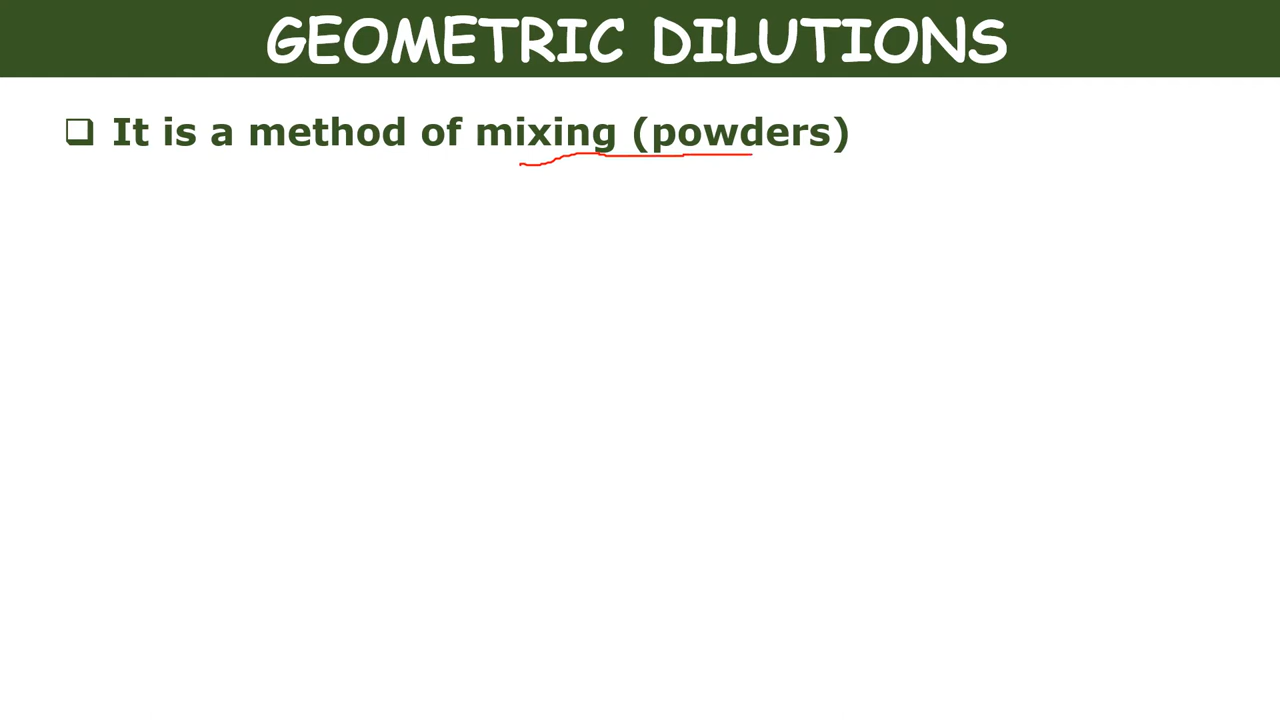 GEOMETRIC DILUTIONS
❑ It is a method of mixing (powders)